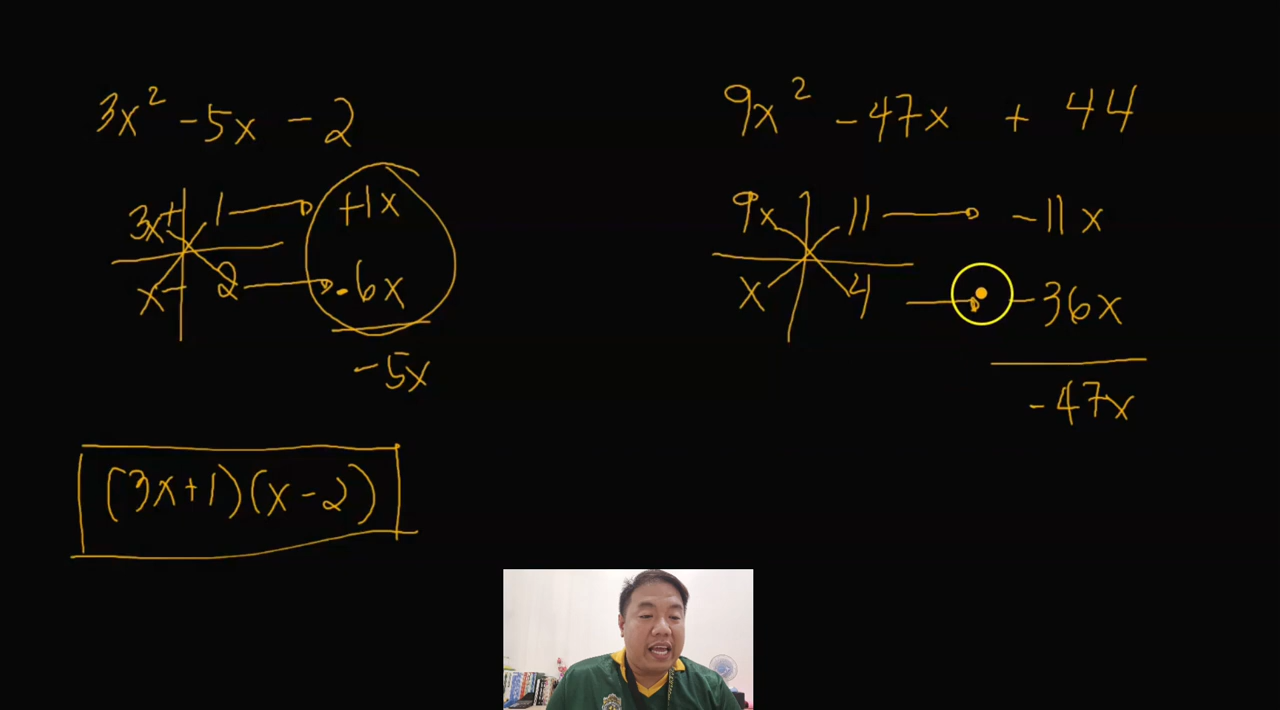 3x² - 5x - 2
3x + 1 → +1x
x - 2 → - 6x
- 5x
(3x+1)(x-2)
9x² - 47x + 44
9x 11 → - 11x
x 4 → - 36x
- 47x